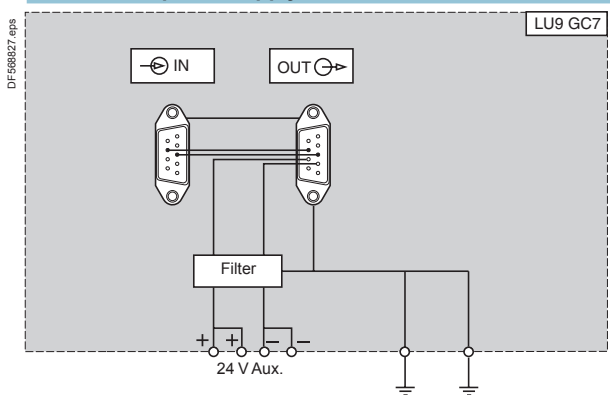 DF568827.eps
LU9 GC7
IN
OUT
Filter
+ + – –
24 V Aux.